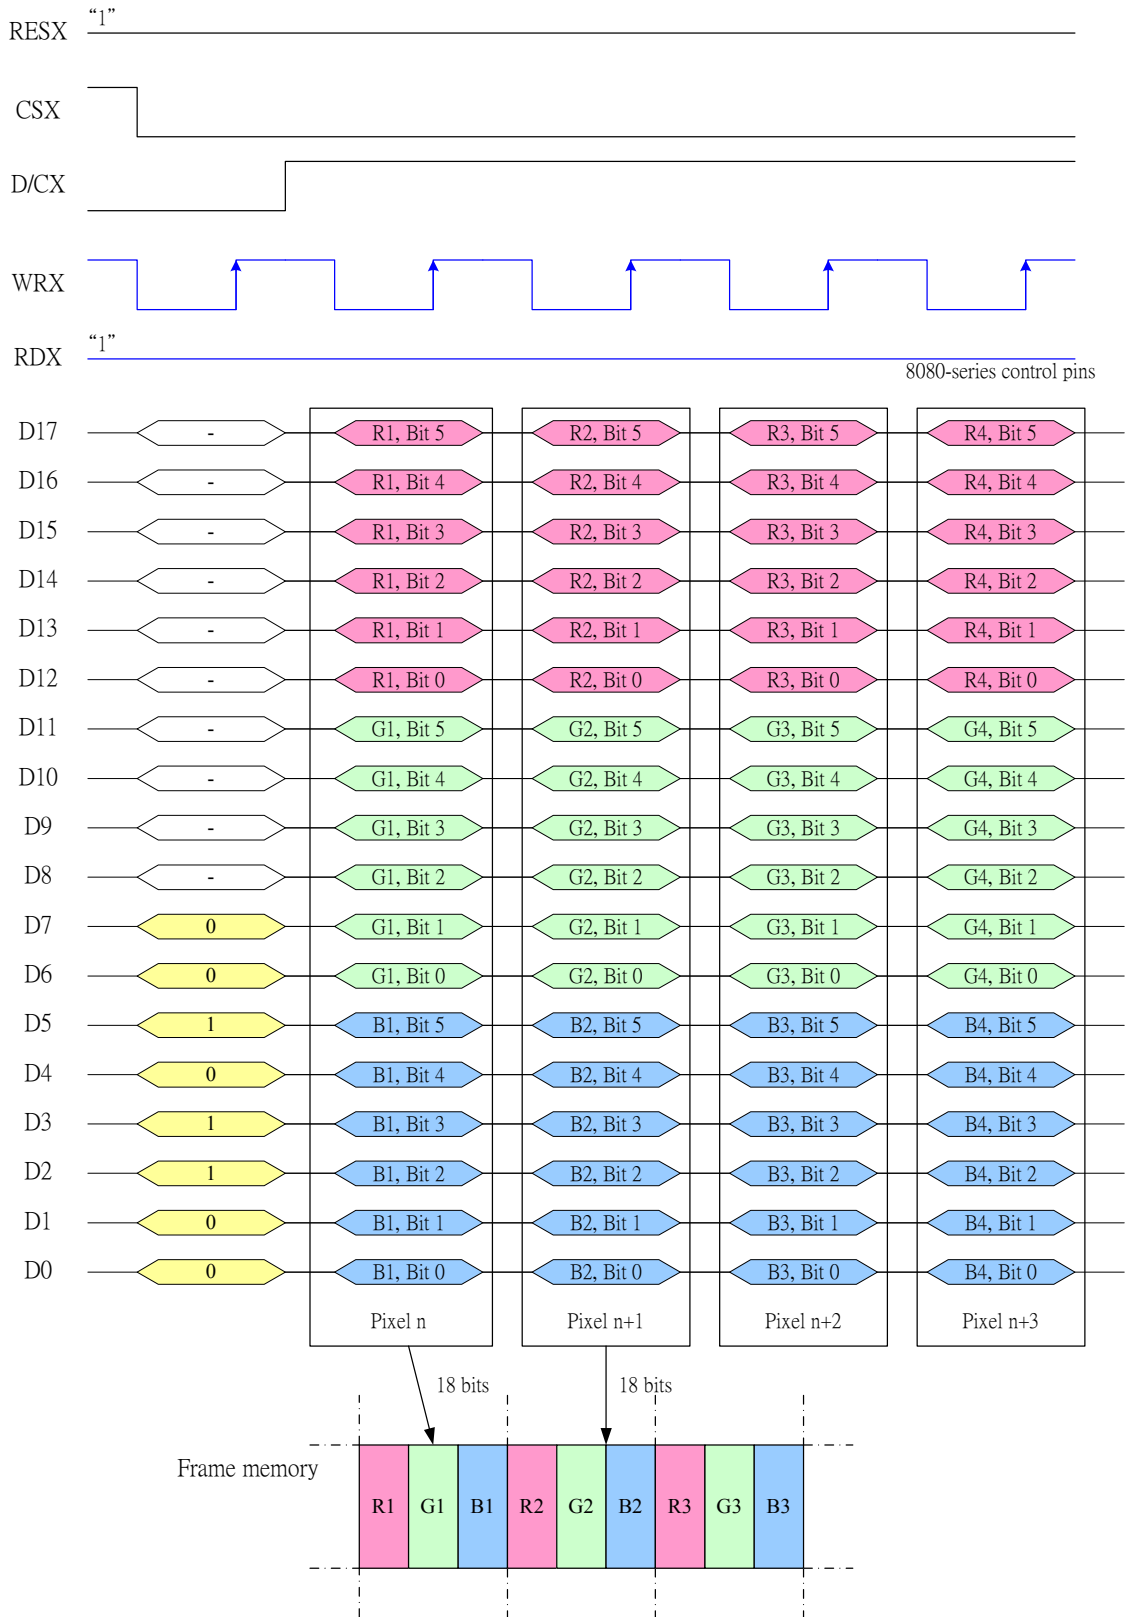 RESX “1”
CSX
D/CX
WRX
RDX “1”
8080-series control pins
D17 - R1, Bit 5 R2, Bit 5 R3, Bit 5 R4, Bit 5
D16 - R1, Bit 4 R2, Bit 4 R3, Bit 4 R4, Bit 4
D15 - R1, Bit 3 R2, Bit 3 R3, Bit 3 R4, Bit 3
D14 - R1, Bit 2 R2, Bit 2 R3, Bit 2 R4, Bit 2
D13 - R1, Bit 1 R2, Bit 1 R3, Bit 1 R4, Bit 1
D12 - R1, Bit 0 R2, Bit 0 R3, Bit 0 R4, Bit 0
D11 - G1, Bit 5 G2, Bit 5 G3, Bit 5 G4, Bit 5
D10 - G1, Bit 4 G2, Bit 4 G3, Bit 4 G4, Bit 4
D9 - G1, Bit 3 G2, Bit 3 G3, Bit 3 G4, Bit 3
D8 - G1, Bit 2 G2, Bit 2 G3, Bit 2 G4, Bit 2
D7 0 G1, Bit 1 G2, Bit 1 G3, Bit 1 G4, Bit 1
D6 0 G1, Bit 0 G2, Bit 0 G3, Bit 0 G4, Bit 0
D5 1 B1, Bit 5 B2, Bit 5 B3, Bit 5 B4, Bit 5
D4 0 B1, Bit 4 B2, Bit 4 B3, Bit 4 B4, Bit 4
D3 1 B1, Bit 3 B2, Bit 3 B3, Bit 3 B4, Bit 3
D2 1 B1, Bit 2 B2, Bit 2 B3, Bit 2 B4, Bit 2
D1 0 B1, Bit 1 B2, Bit 1 B3, Bit 1 B4, Bit 1
D0 0 B1, Bit 0 B2, Bit 0 B3, Bit 0 B4, Bit 0
Pixel n Pixel n+1 Pixel n+2 Pixel n+3
18 bits 18 bits
Frame memory
R1 G1 B1 R2 G2 B2 R3 G3 B3